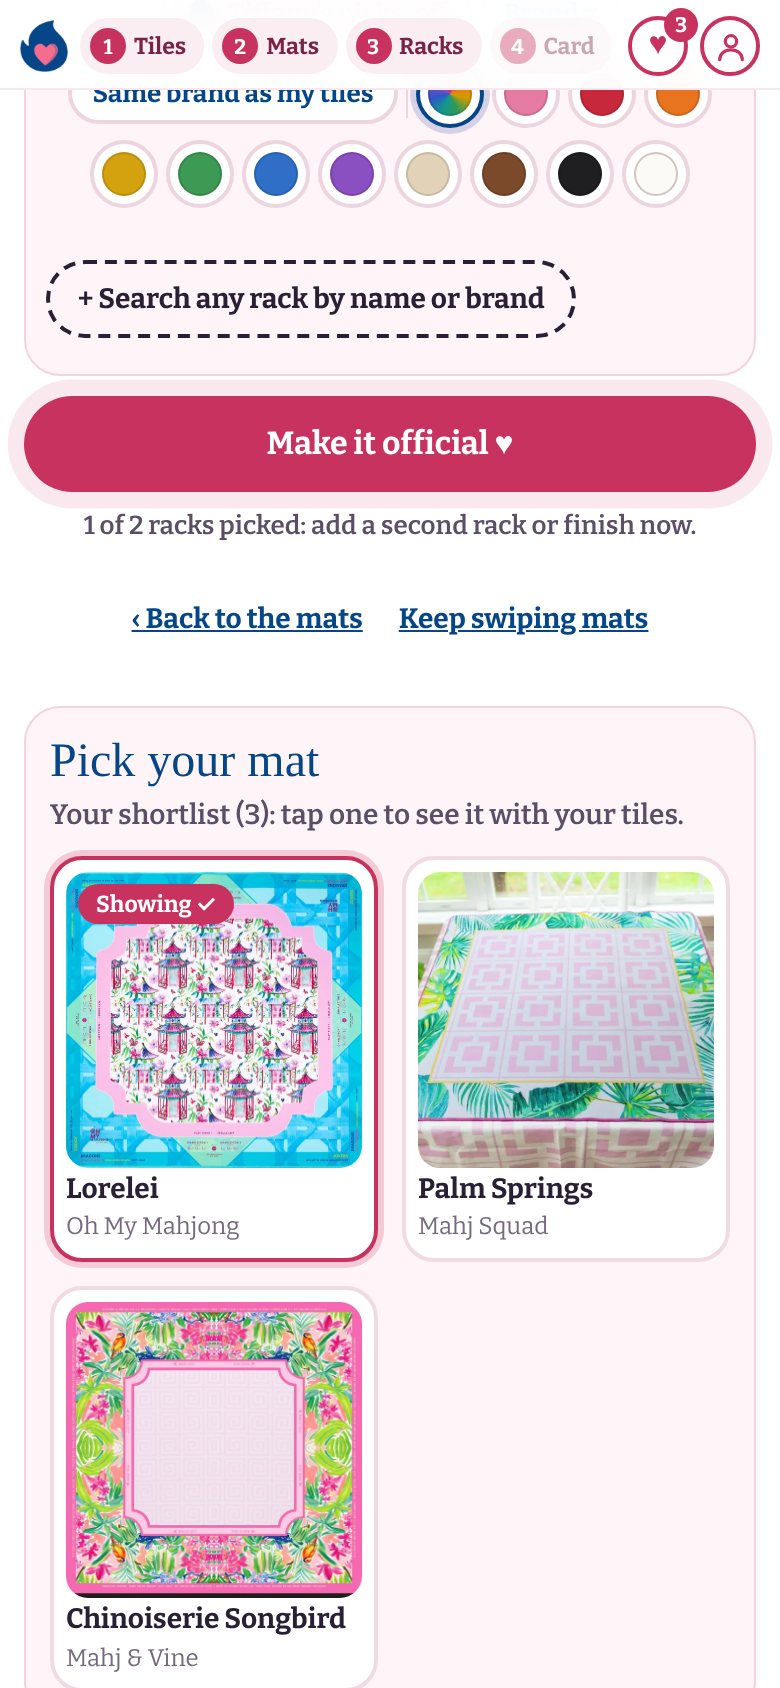 1 Tiles
2 Mats
3 Racks
4 Card
♥ 3
Same brand as my tiles
+ Search any rack by name or brand
Make it official ♥
1 of 2 racks picked: add a second rack or finish now.
‹ Back to the mats
Keep swiping mats
Pick your mat
Your shortlist (3): tap one to see it with your tiles.
Showing ✓
Lorelei
Oh My Mahjong
Palm Springs
Mahj Squad
Chinoiserie Songbird
Mahj & Vine